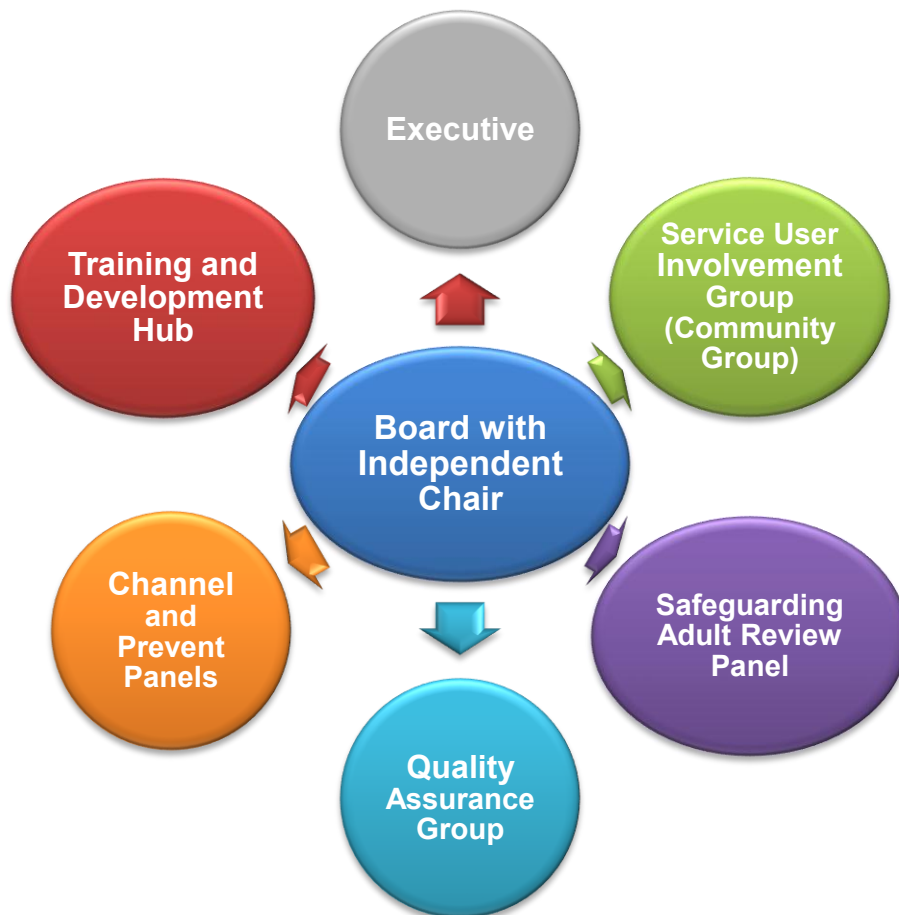 Executive
Training and
Development
Hub
Service User
Involvement
Group
(Community
Group)
Board with
Independent
Chair
Channel
and
Prevent
Panels
Safeguarding
Adult Review
Panel
Quality
Assurance
Group